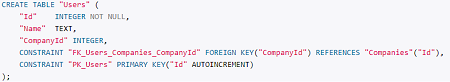 CREATE TABLE "Users" (
"Id" INTEGER NOT NULL,
"Name" TEXT,
"CompanyId" INTEGER,
CONSTRAINT "FK_Users_Companies_CompanyId" FOREIGN KEY("CompanyId") REFERENCES "Companies"("Id"),
CONSTRAINT "PK_Users" PRIMARY KEY("Id" AUTOINCREMENT)
);